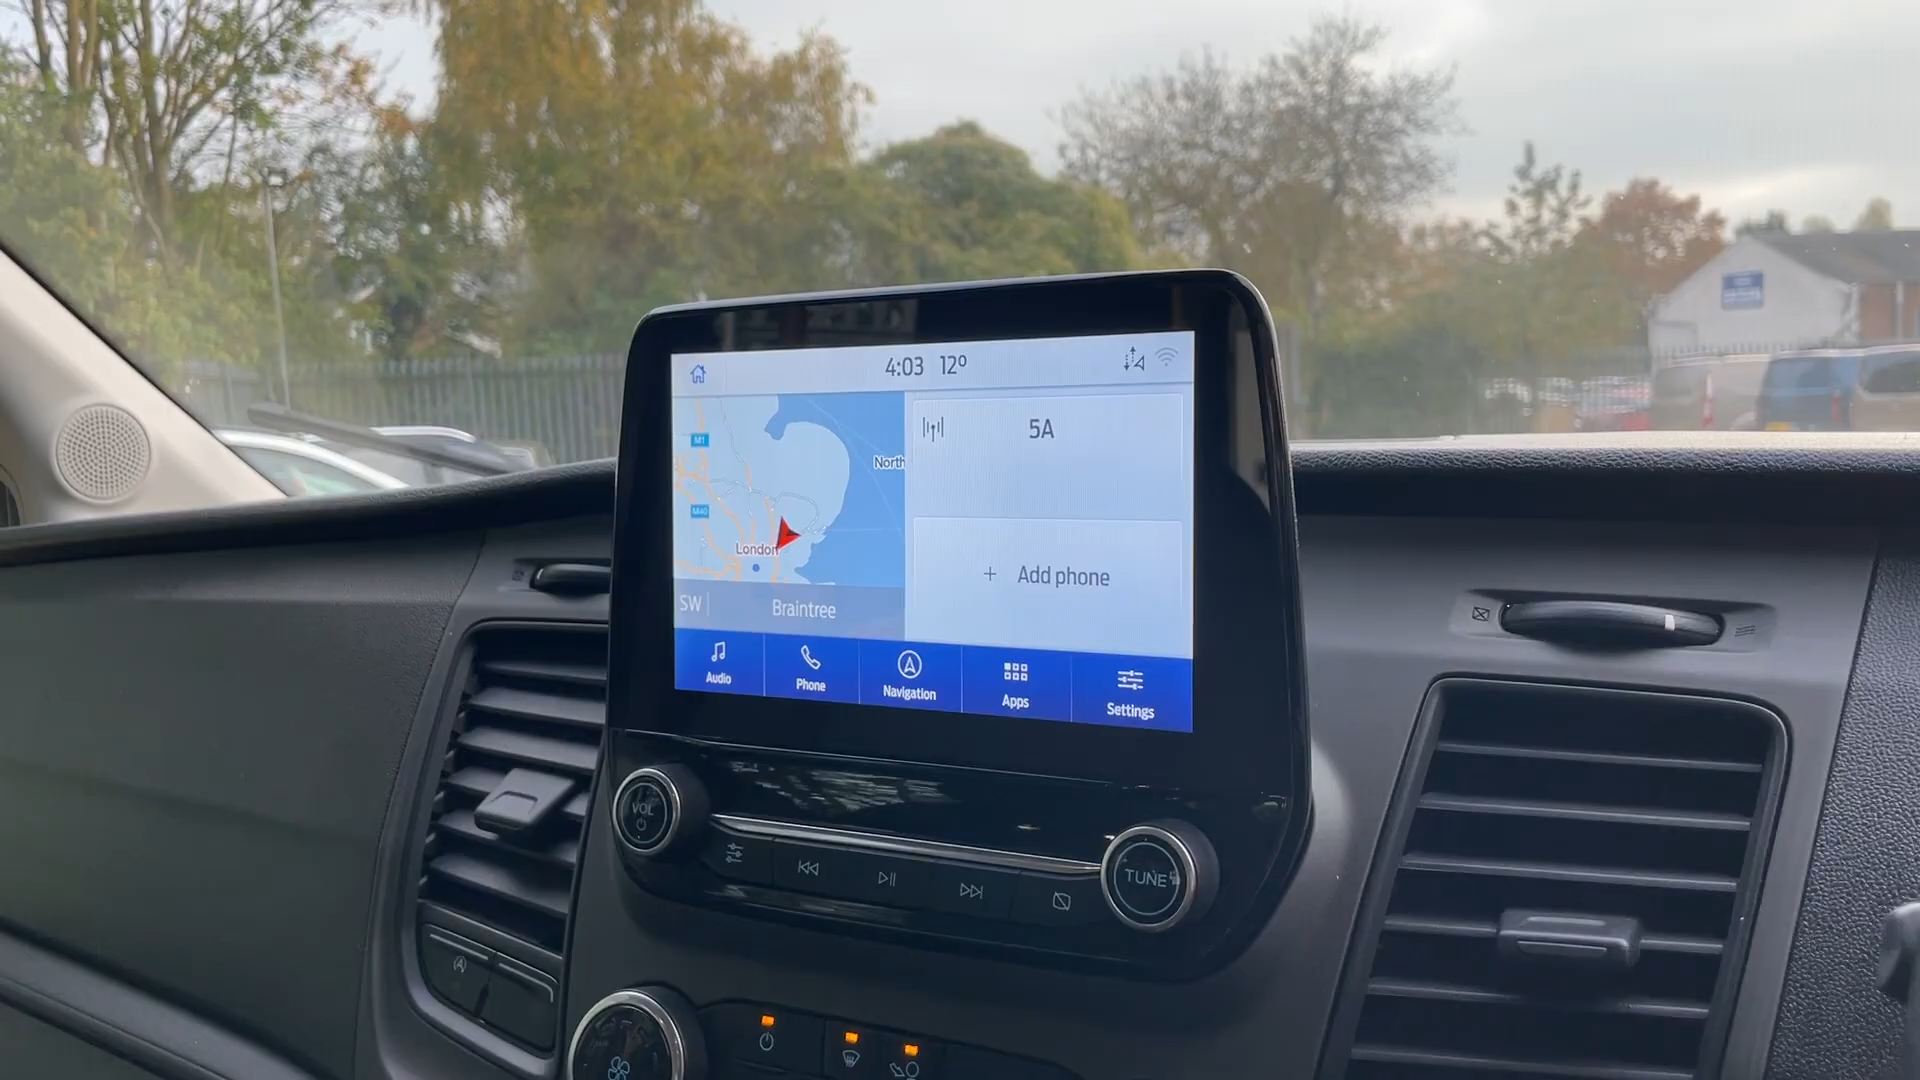 4:03 12°
M1
North
M40
London
SW
Braintree
5A
+ Add phone
Audio
Phone
Navigation
Apps
Settings
VOL
TUNE
A